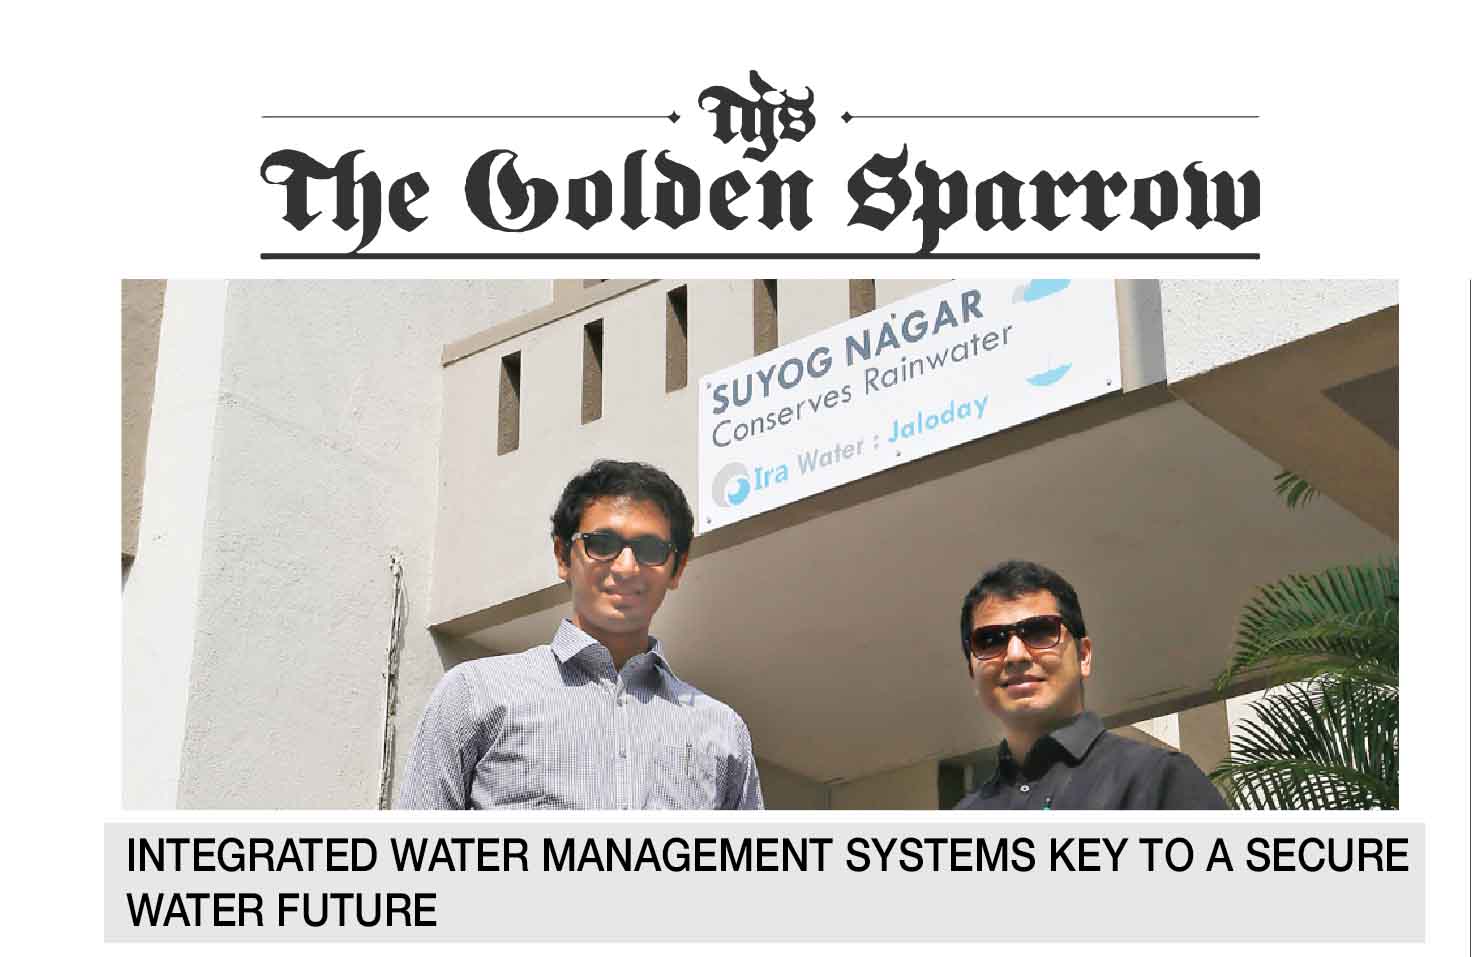 Tgs
The Golden Sparrow
SUYOG NAGAR
Conserves Rainwater
Ira Water : Jaloday
INTEGRATED WATER MANAGEMENT SYSTEMS KEY TO A SECURE
WATER FUTURE